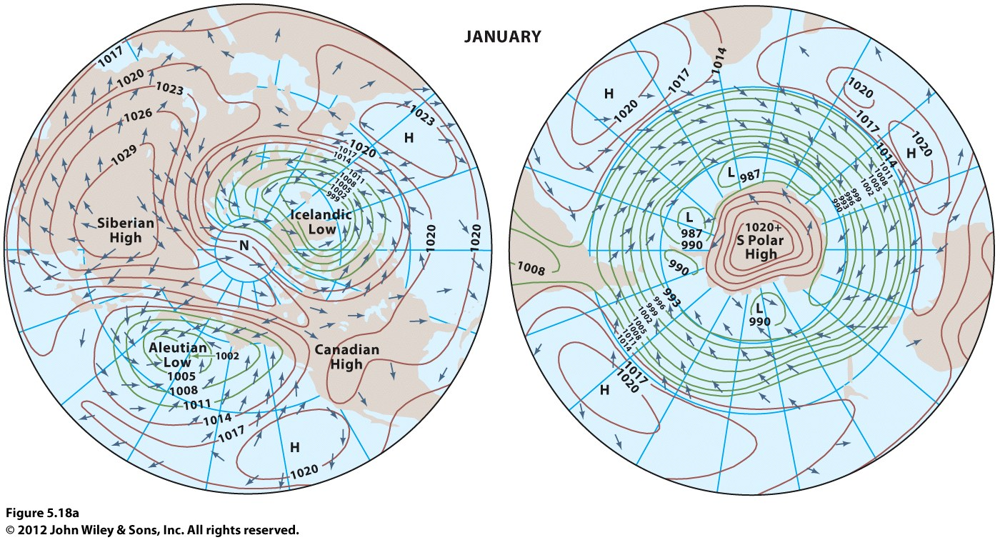 JANUARY
1017
1020
1023
1026
1029
Siberian
High
N
Icelandic
Low
1023
H
1020
1017
1014
1011
1008
1005
1002
999
1020
1020
Aleutian
Low
1002
1005
1008
1011
1014
1017
Canadian
High
H
1020
H
1020
1017
1014
1020
1017
1020
H
1014
1011
1008
1005
1002
999
996
993
990
L
987
L
987
990
990
1020+
S Polar
High
1008
993
996
999
1002
1005
1008
1011
1014
1017
1020
L
990
H
Figure 5.18a
© 2012 John Wiley & Sons, Inc. All rights reserved.